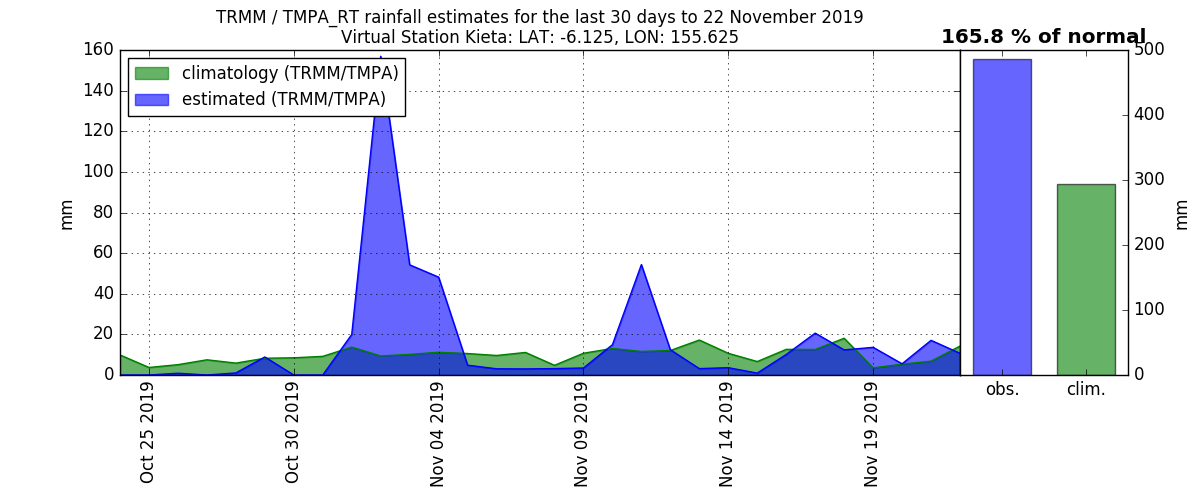 TRMM / TMPA_RT rainfall estimates for the last 30 days to 22 November 2019
Virtual Station Kieta: LAT: -6.125, LON: 155.625
165.8 % of normal
climatology (TRMM/TMPA)
estimated (TRMM/TMPA)
mm
160
140
120
100
80
60
40
20
0
Oct 25 2019
Oct 30 2019
Nov 04 2019
Nov 09 2019
Nov 14 2019
Nov 19 2019
500
400
300
200
100
0
mm
obs.
clim.